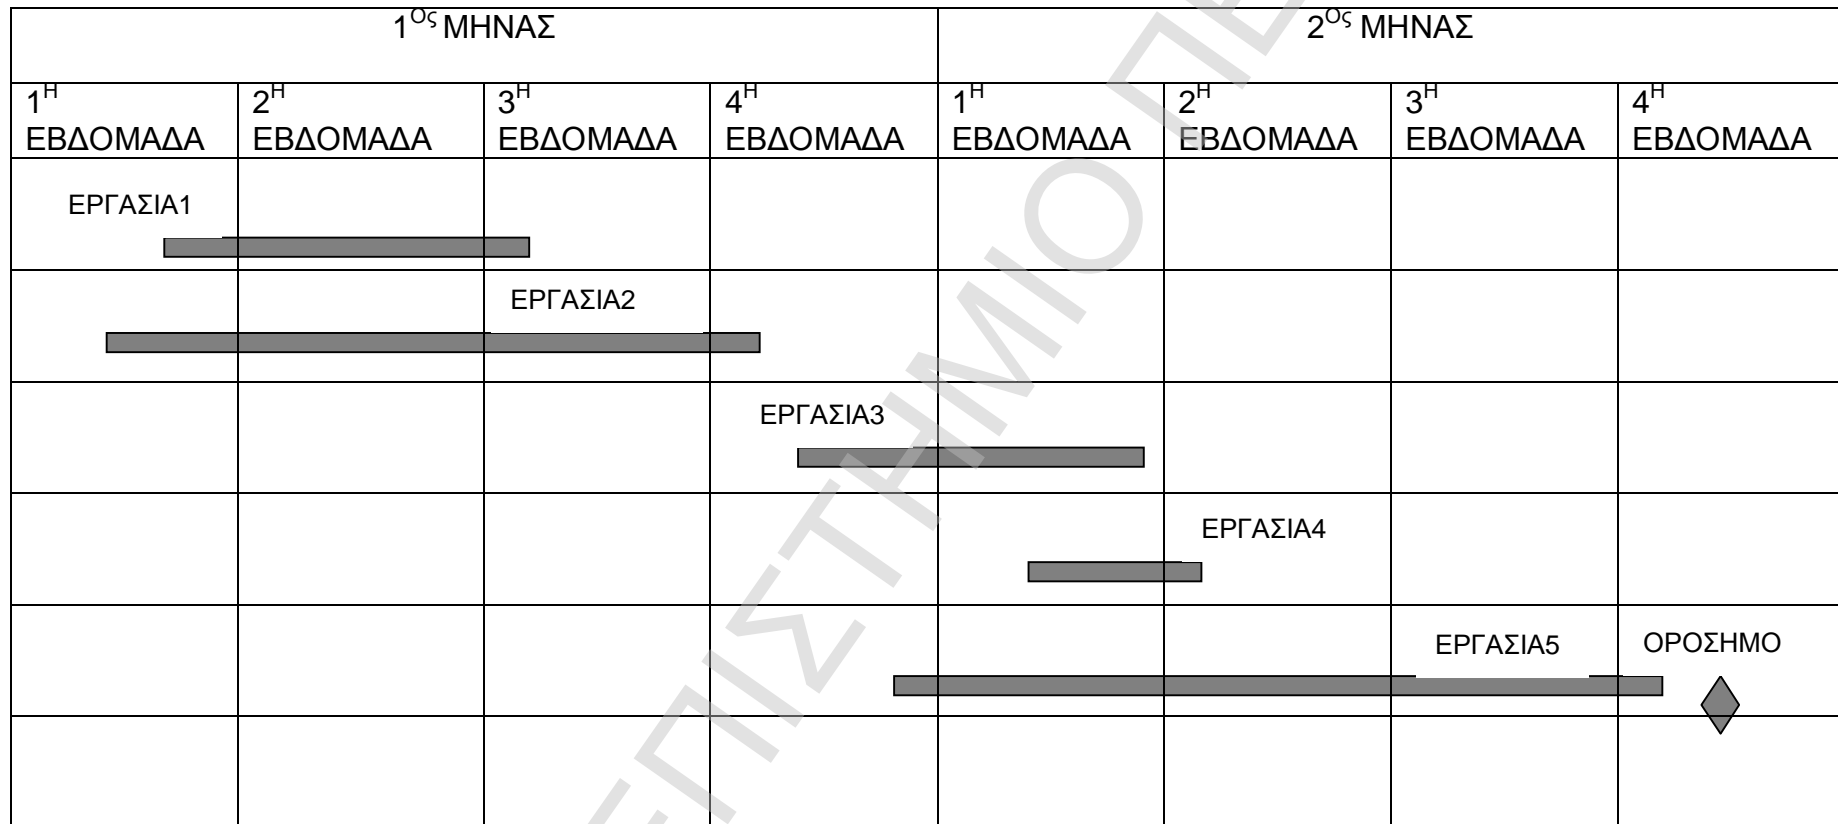 1Ος ΜΗΝΑΣ
2Ος ΜΗΝΑΣ
1Η ΕΒΔΟΜΑΔΑ
2Η ΕΒΔΟΜΑΔΑ
3Η ΕΒΔΟΜΑΔΑ
4Η ΕΒΔΟΜΑΔΑ
1Η ΕΒΔΟΜΑΔΑ
2Η ΕΒΔΟΜΑΔΑ
3Η ΕΒΔΟΜΑΔΑ
4Η ΕΒΔΟΜΑΔΑ
ΕΡΓΑΣΙΑ1
ΕΡΓΑΣΙΑ2
ΕΡΓΑΣΙΑ3
ΕΡΓΑΣΙΑ4
ΕΡΓΑΣΙΑ5
ΟΡΟΣΗΜΟ